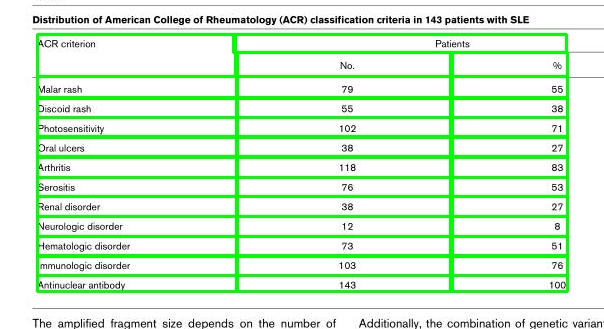 Distribution of American College of Rheumatology (ACR) classification criteria in 143 patients with SLE
ACR criterion Patients
No. %
Malar rash 79 55
Discoid rash 55 38
Photosensitivity 102 71
Oral ulcers 38 27
Arthritis 118 83
Serositis 76 53
Renal disorder 38 27
Neurologic disorder 12 8
Hematologic disorder 73 51
Immunologic disorder 103 76
Antinuclear antibody 143 100
The amplified fragment size depends on the number of
Additionally, the combination of genetic variant